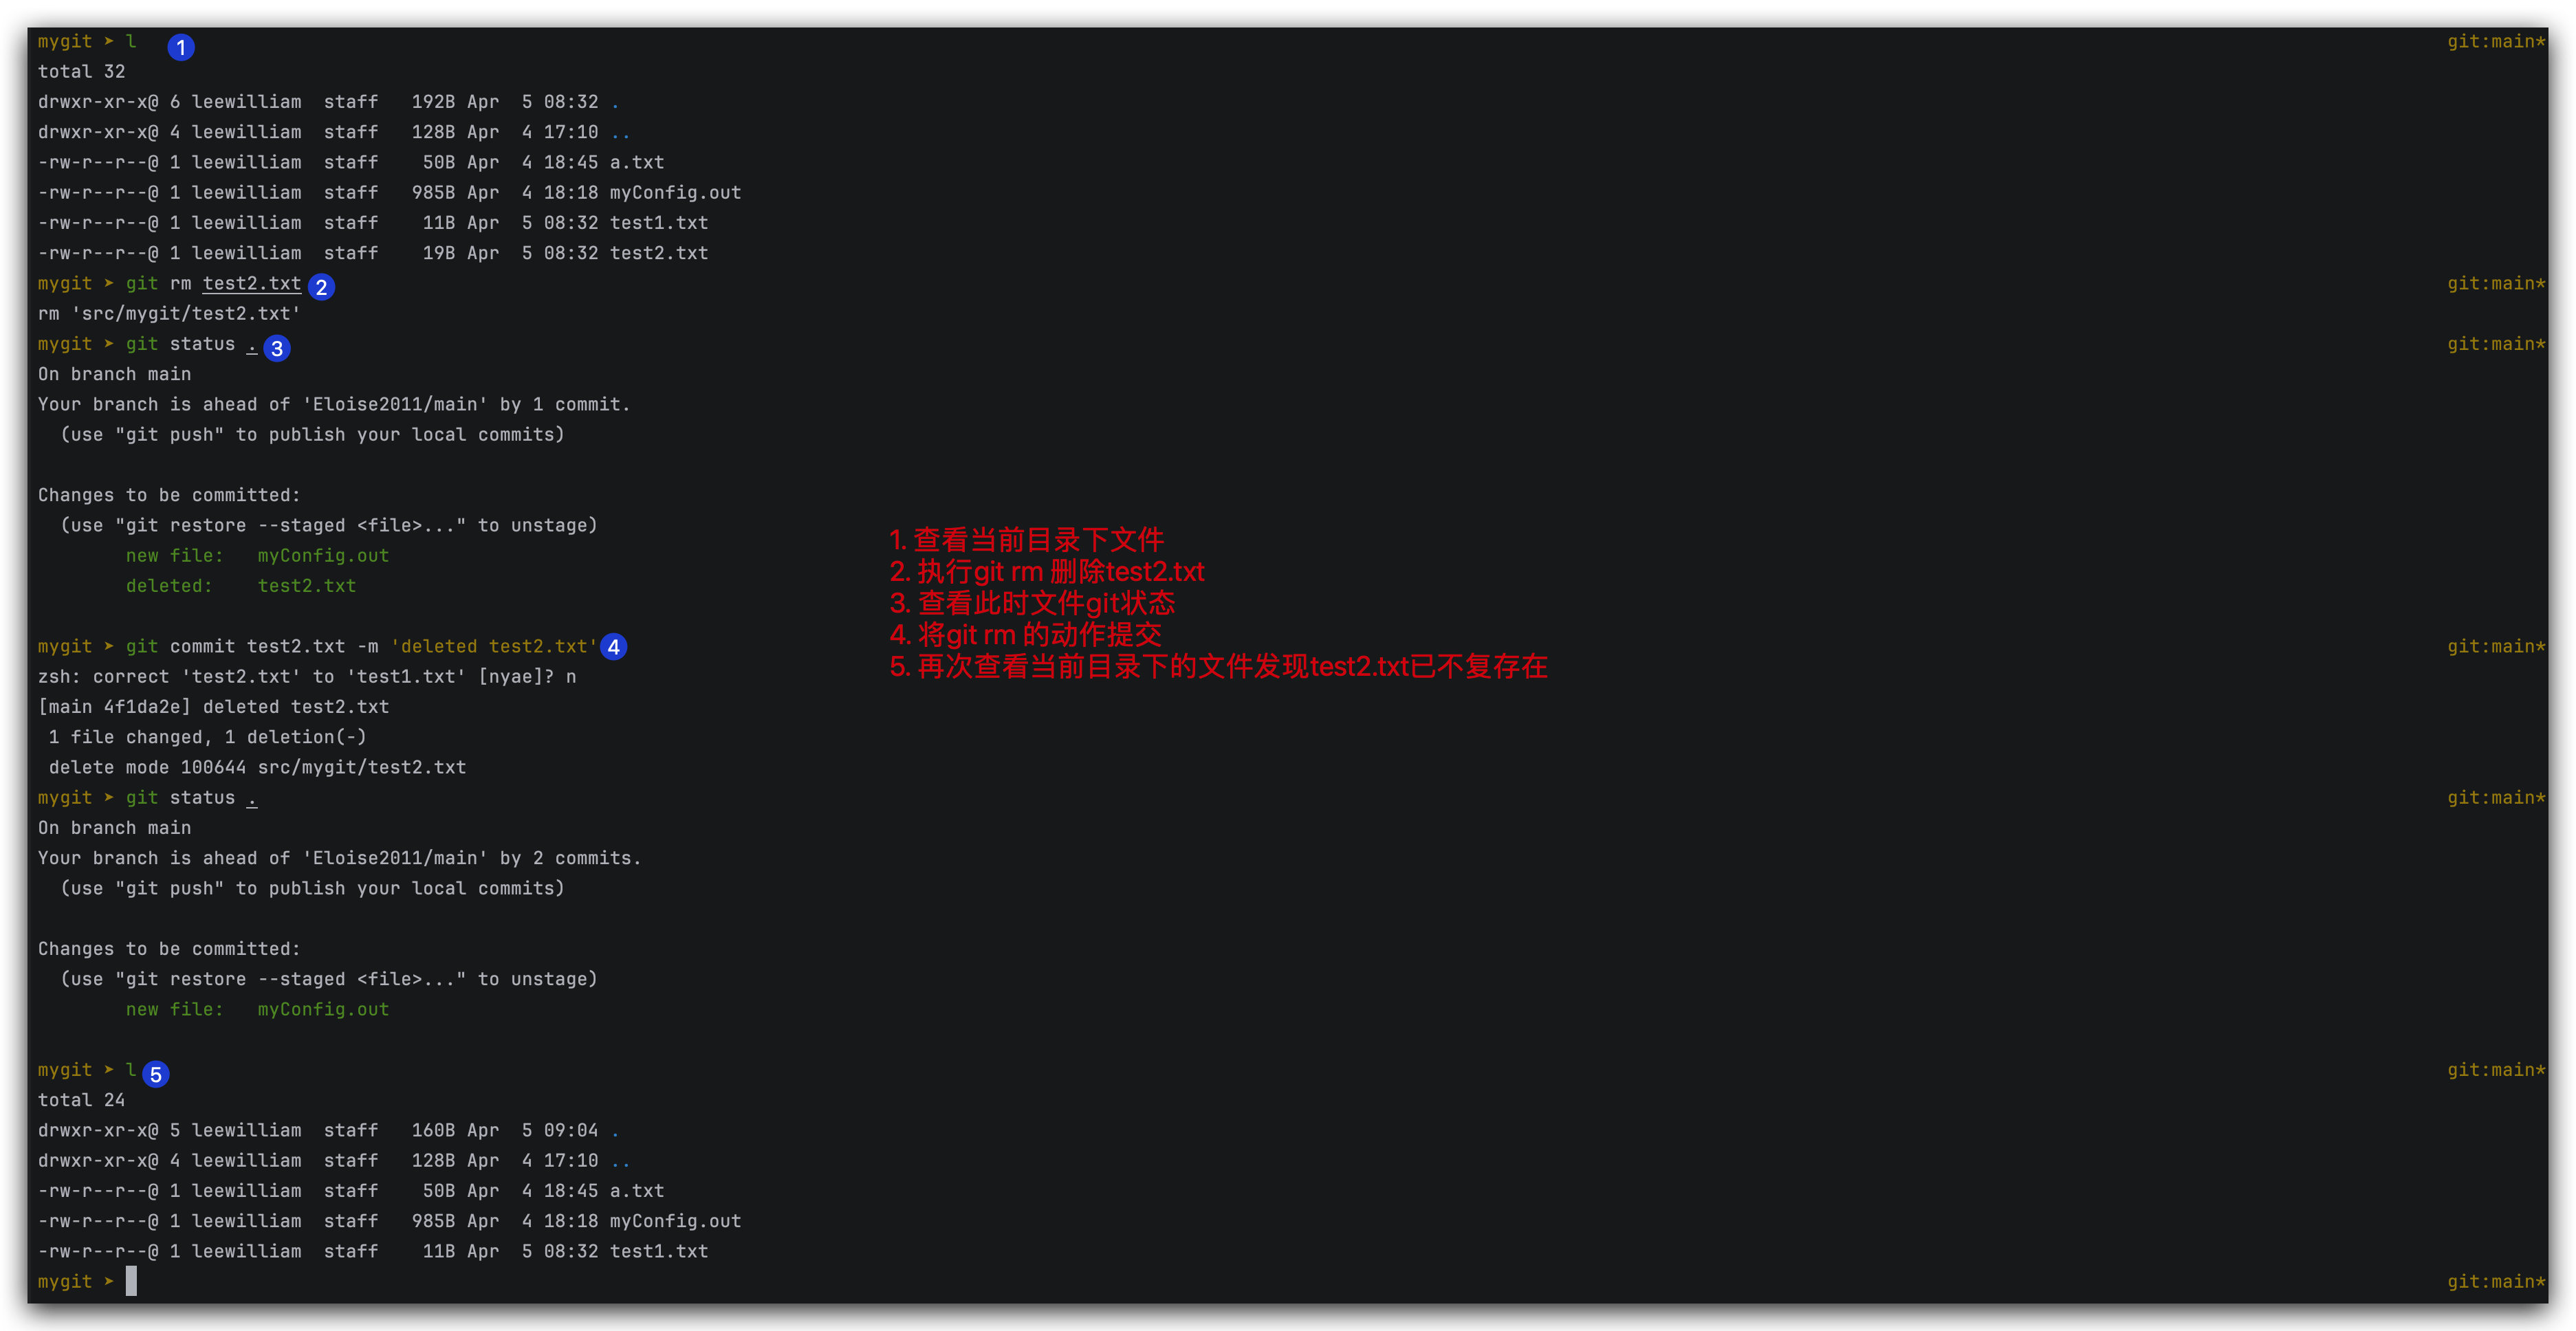 mygit ➤ l 1 git:main*
total 32
drwxr-xr-x@ 6 leewilliam  staff   192B Apr  5 08:32 .
drwxr-xr-x@ 4 leewilliam  staff   128B Apr  4 17:10 ..
-rw-r--r--@ 1 leewilliam  staff    50B Apr  4 18:45 a.txt
-rw-r--r--@ 1 leewilliam  staff   985B Apr  4 18:18 myConfig.out
-rw-r--r--@ 1 leewilliam  staff    11B Apr  5 08:32 test1.txt
-rw-r--r--@ 1 leewilliam  staff    19B Apr  5 08:32 test2.txt
mygit ➤ git rm test2.txt 2 git:main*
rm 'src/mygit/test2.txt'
mygit ➤ git status . 3 git:main*
On branch main
Your branch is ahead of 'Eloise2011/main' by 1 commit.
  (use "git push" to publish your local commits)
Changes to be committed:
  (use "git restore --staged <file>..." to unstage)
        new file:   myConfig.out
        deleted:    test2.txt
mygit ➤ git commit test2.txt -m 'deleted test2.txt' 4 git:main*
zsh: correct 'test2.txt' to 'test1.txt' [nyae]? n
[main 4f1da2e] deleted test2.txt
 1 file changed, 1 deletion(-)
 delete mode 100644 src/mygit/test2.txt
mygit ➤ git status . git:main*
On branch main
Your branch is ahead of 'Eloise2011/main' by 2 commits.
  (use "git push" to publish your local commits)
Changes to be committed:
  (use "git restore --staged <file>..." to unstage)
        new file:   myConfig.out
mygit ➤ l 5 git:main*
total 24
drwxr-xr-x@ 5 leewilliam  staff   160B Apr  5 09:04 .
drwxr-xr-x@ 4 leewilliam  staff   128B Apr  4 17:10 ..
-rw-r--r--@ 1 leewilliam  staff    50B Apr  4 18:45 a.txt
-rw-r--r--@ 1 leewilliam  staff   985B Apr  4 18:18 myConfig.out
-rw-r--r--@ 1 leewilliam  staff    11B Apr  5 08:32 test1.txt
mygit ➤ git:main*
1. 查看当前目录下文件
2. 执行git rm 删除test2.txt
3. 查看此时文件git状态
4. 将git rm 的动作提交
5. 再次查看当前目录下的文件发现test2.txt已不复存在